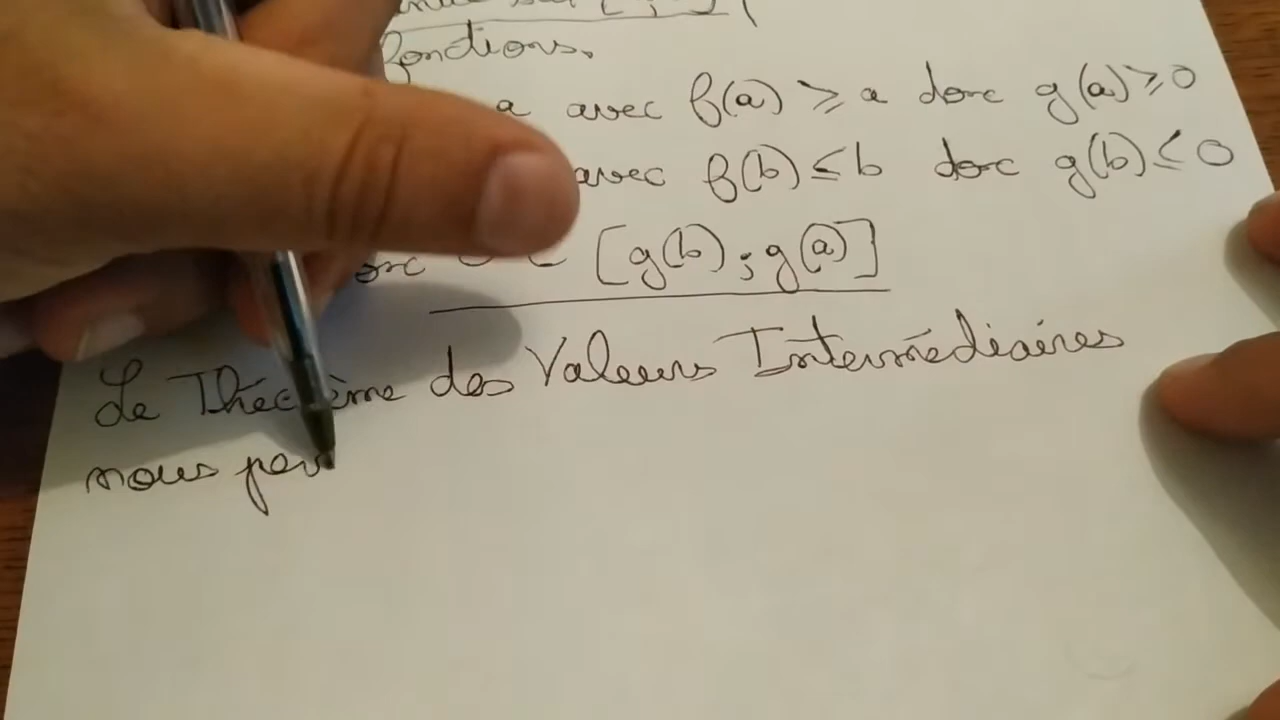 fonctions.
a avec f(a) ⩾ a donc g(a) ⩾ 0
avec f(b) ≤ b donc g(b) ≤ 0
[g(b) ; g(a)]
Le Théorème des Valeurs Intermédiaires
nous per